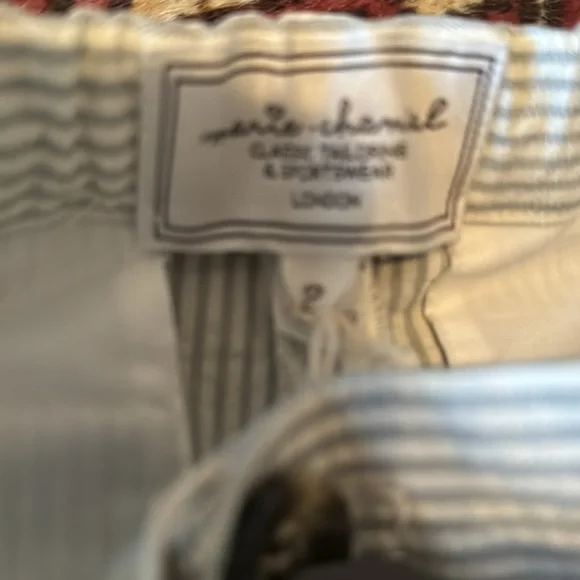 marie-chantal
CLASSIC TAILORING
& SPORTSWEAR
LONDON
2